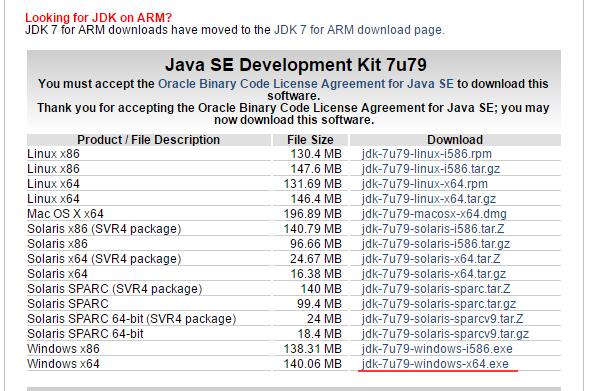 Looking for JDK on ARM?
JDK 7 for ARM downloads have moved to the JDK 7 for ARM download page.
Java SE Development Kit 7u79
You must accept the Oracle Binary Code License Agreement for Java SE to download this
software.
Thank you for accepting the Oracle Binary Code License Agreement for Java SE; you may
now download this software.
Product / File Description File Size Download
Linux x86 130.4 MB jdk-7u79-linux-i586.rpm
Linux x86 147.6 MB jdk-7u79-linux-i586.tar.gz
Linux x64 131.69 MB jdk-7u79-linux-x64.rpm
Linux x64 146.4 MB jdk-7u79-linux-x64.tar.gz
Mac OS X x64 196.89 MB jdk-7u79-macosx-x64.dmg
Solaris x86 (SVR4 package) 140.79 MB jdk-7u79-solaris-i586.tar.Z
Solaris x86 96.66 MB jdk-7u79-solaris-i586.tar.gz
Solaris x64 (SVR4 package) 24.67 MB jdk-7u79-solaris-x64.tar.Z
Solaris x64 16.38 MB jdk-7u79-solaris-x64.tar.gz
Solaris SPARC (SVR4 package) 140 MB jdk-7u79-solaris-sparc.tar.Z
Solaris SPARC 99.4 MB jdk-7u79-solaris-sparc.tar.gz
Solaris SPARC 64-bit (SVR4 package) 24 MB jdk-7u79-solaris-sparcv9.tar.Z
Solaris SPARC 64-bit 18.4 MB jdk-7u79-solaris-sparcv9.tar.gz
Windows x86 138.31 MB jdk-7u79-windows-i586.exe
Windows x64 140.06 MB jdk-7u79-windows-x64.exe